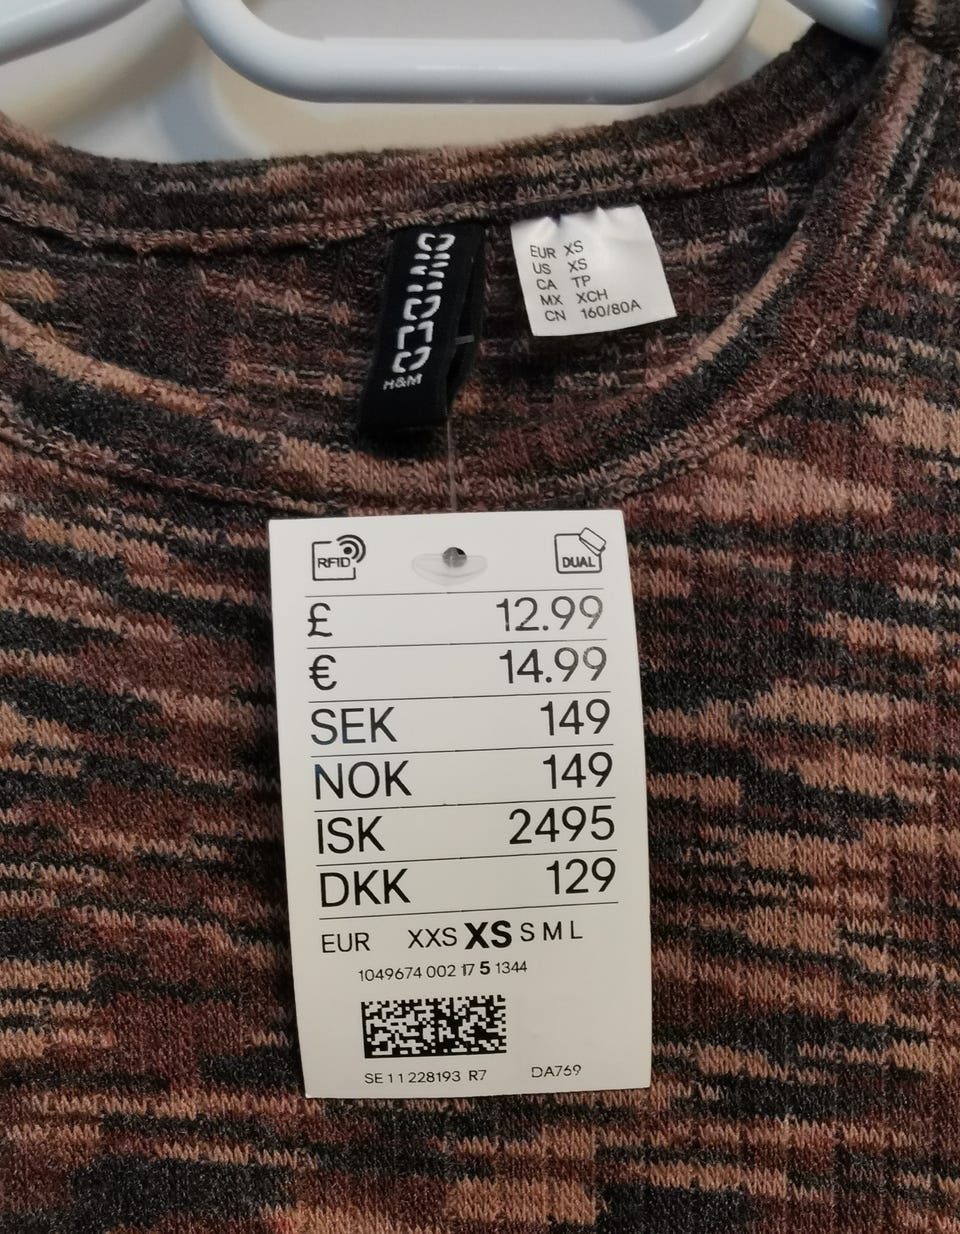 DIVIDED
H&M
EUR XS
US XS
CA TP
MX XCH
CN 160/80A
RFID
DUAL
£ 12.99
€ 14.99
SEK 149
NOK 149
ISK 2495
DKK 129
EUR XXS XS S M L
1049674 002 17 5 1344
SE 11 228193 R7 DA769